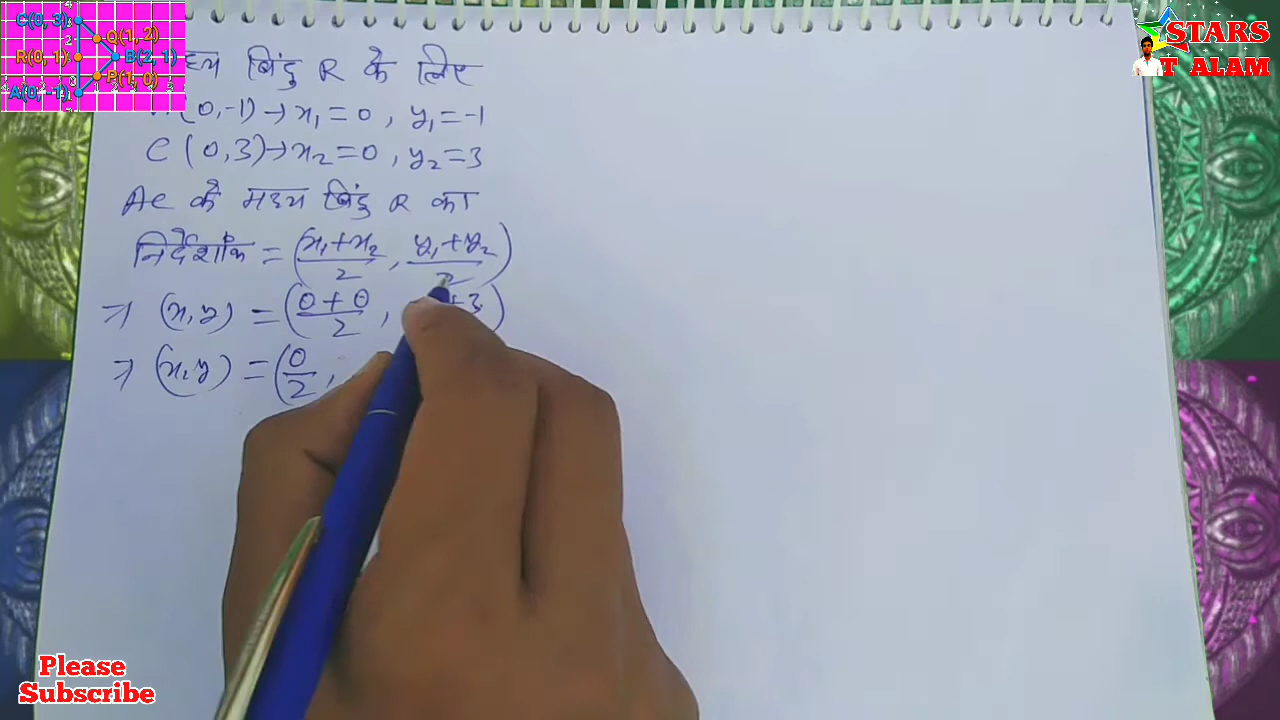 C(0, 3)
Q(1, 2)
R(0, 1)
B(2, 1)
P(1, 0)
A(0, -1)
STARS
T ALAM
बिंदु R के लिए
(0,-1) → x₁ = 0, y₁ = -1
C (0,3) → x₂ = 0, y₂ = 3
AC के मध्य बिंदु R का
निर्देशांक = ((x₁+x₂)/2, (y₁+y₂)/2)
⇒ (x,y) = ((0+0)/2, +3)
⇒ (x,y) = (0/2,
Please
Subscribe